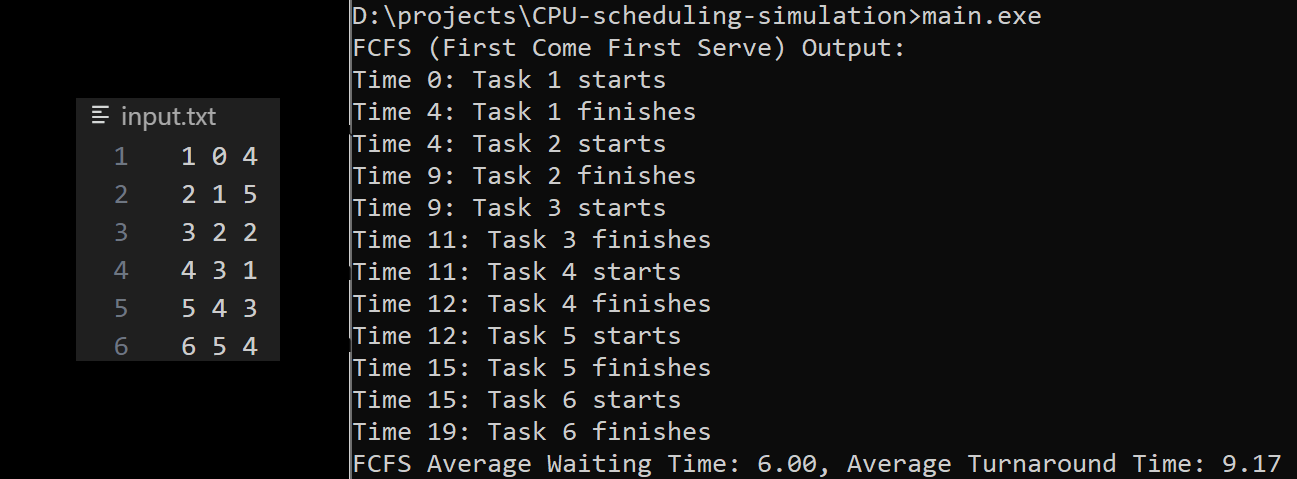 input.txt
1 1 0 4
2 2 1 5
3 3 2 2
4 4 3 1
5 5 4 3
6 6 5 4
D:\projects\CPU-scheduling-simulation>main.exe
FCFS (First Come First Serve) Output:
Time 0: Task 1 starts
Time 4: Task 1 finishes
Time 4: Task 2 starts
Time 9: Task 2 finishes
Time 9: Task 3 starts
Time 11: Task 3 finishes
Time 11: Task 4 starts
Time 12: Task 4 finishes
Time 12: Task 5 starts
Time 15: Task 5 finishes
Time 15: Task 6 starts
Time 19: Task 6 finishes
FCFS Average Waiting Time: 6.00, Average Turnaround Time: 9.17